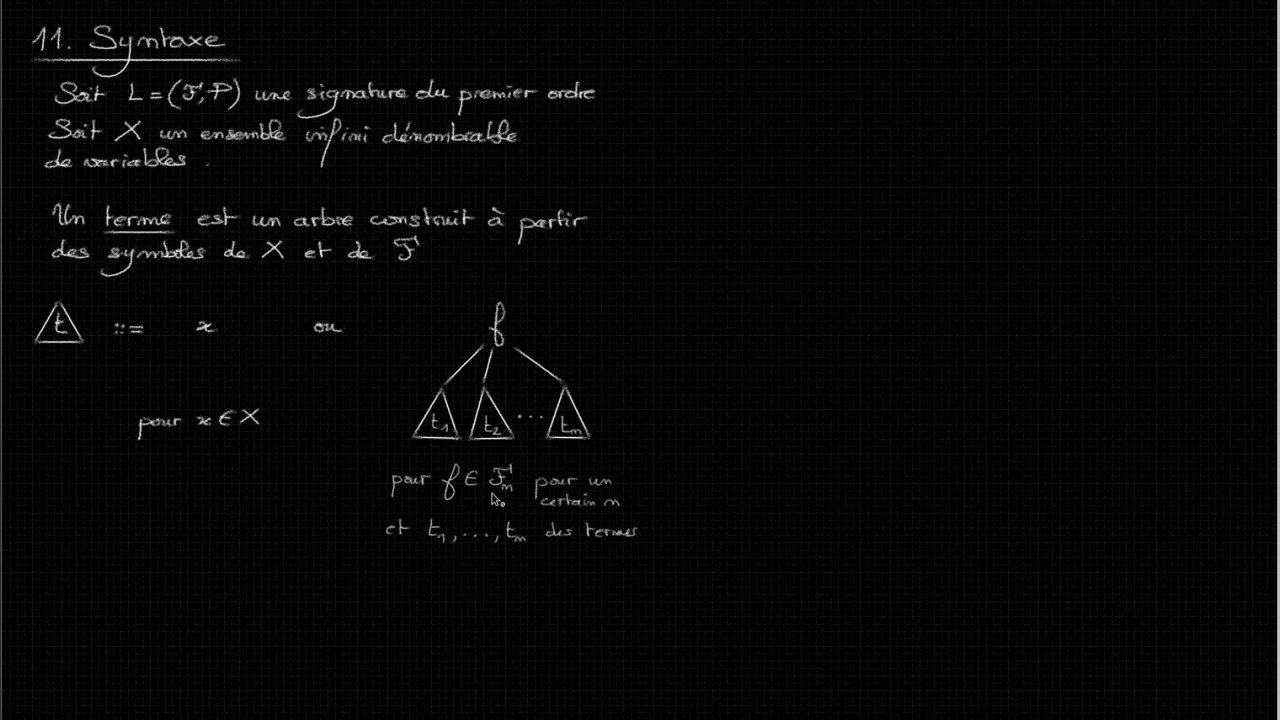 11. Syntaxe
Soit L = (F, P) une signature du premier ordre
Soit X un ensemble infini dénombrable
de variables.
Un terme est un arbre construit à partir
des symboles de X et de F
t ::= x ou f
t1 t2 ... tm
pour x ∈ X
pour f ∈ Fm pour un
certain m
et t1, ..., tm des termes